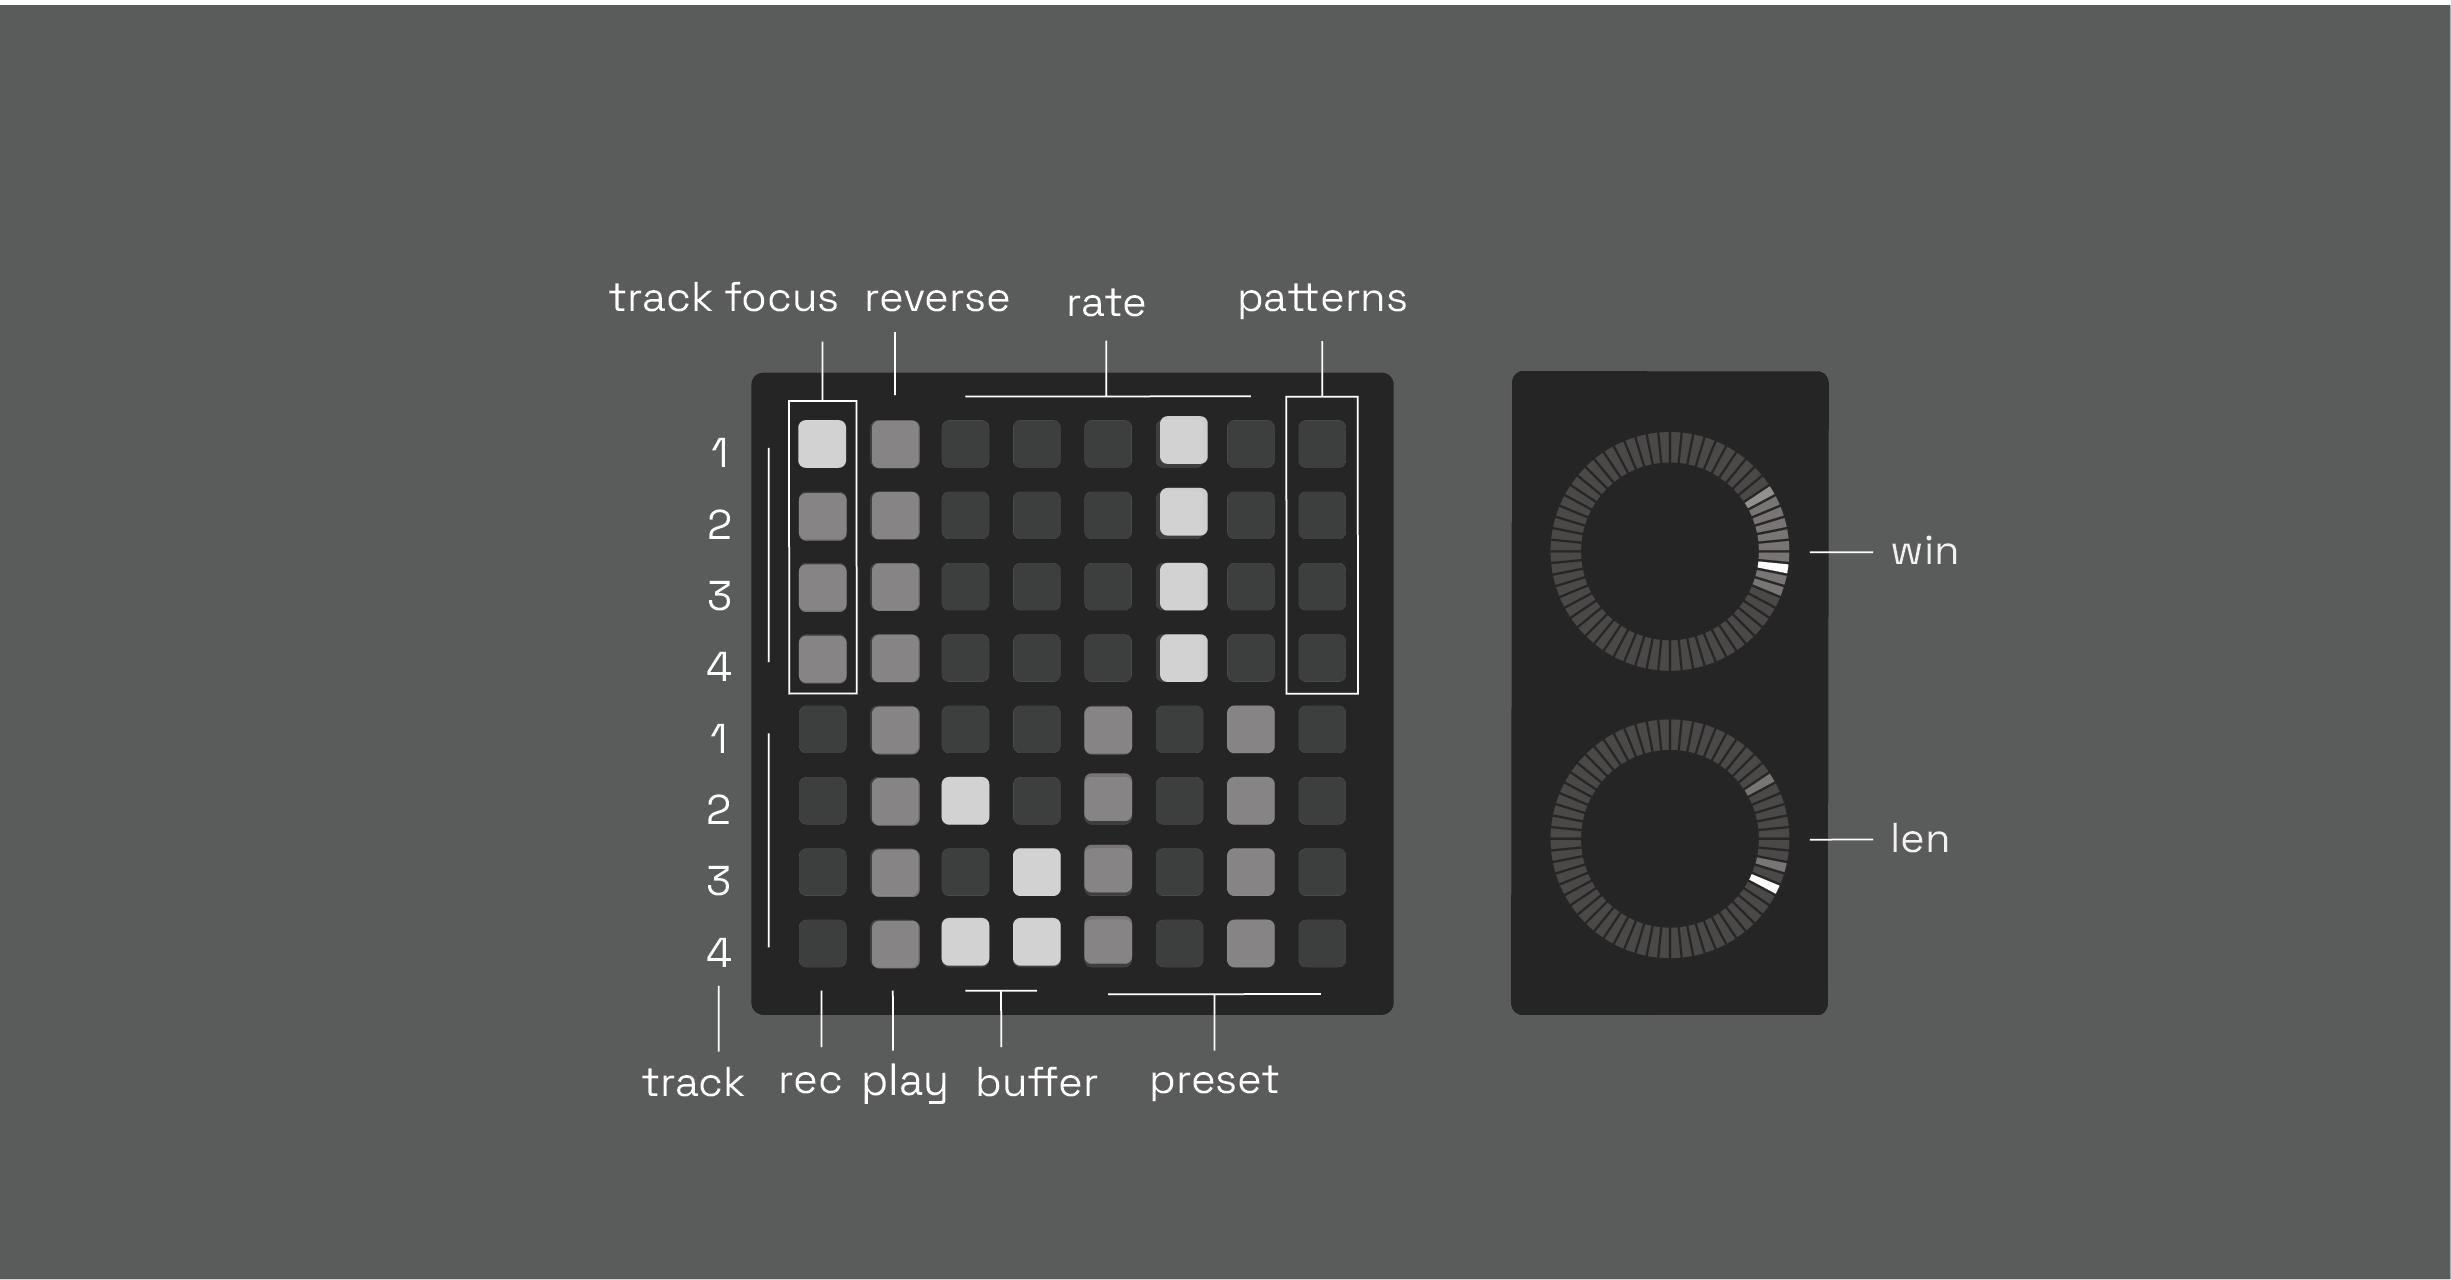 track focus reverse rate patterns
1
2
3
4
1
2
3
4
track rec play buffer preset
win
len